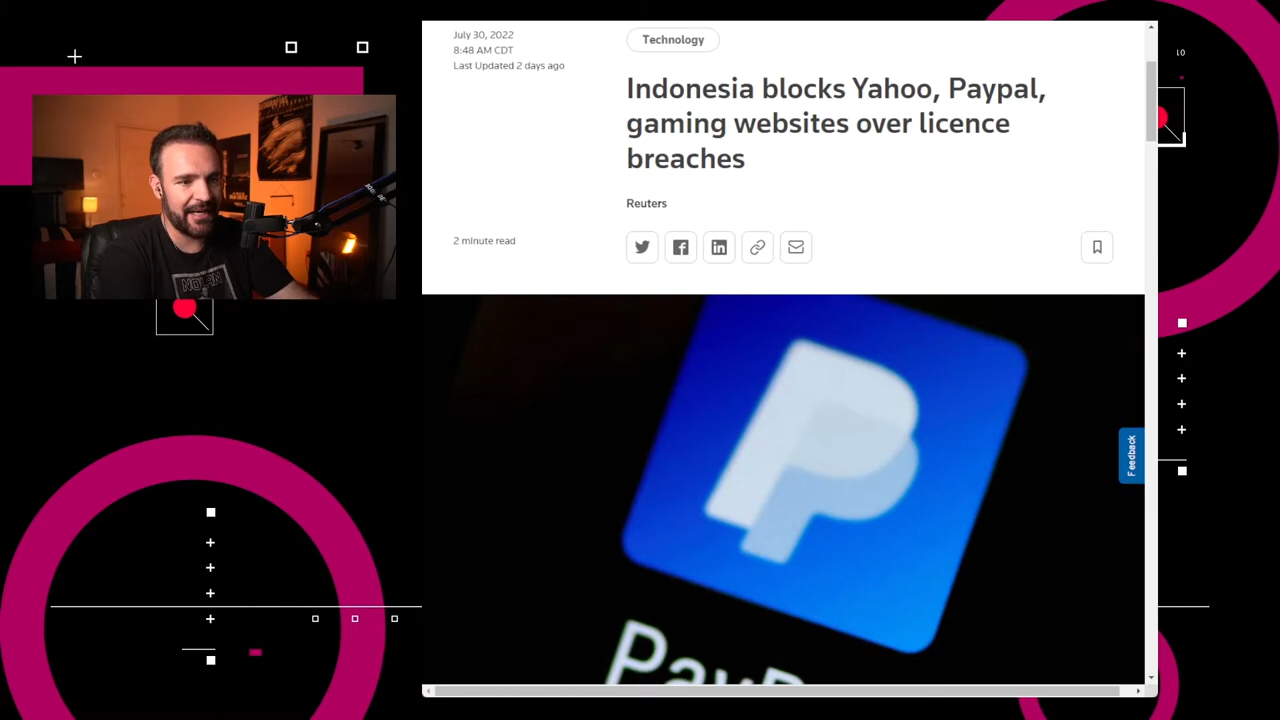 July 30, 2022
8:48 AM CDT
Last Updated 2 days ago
Technology
Indonesia blocks Yahoo, Paypal,
gaming websites over licence
breaches
Reuters
2 minute read
Feedback